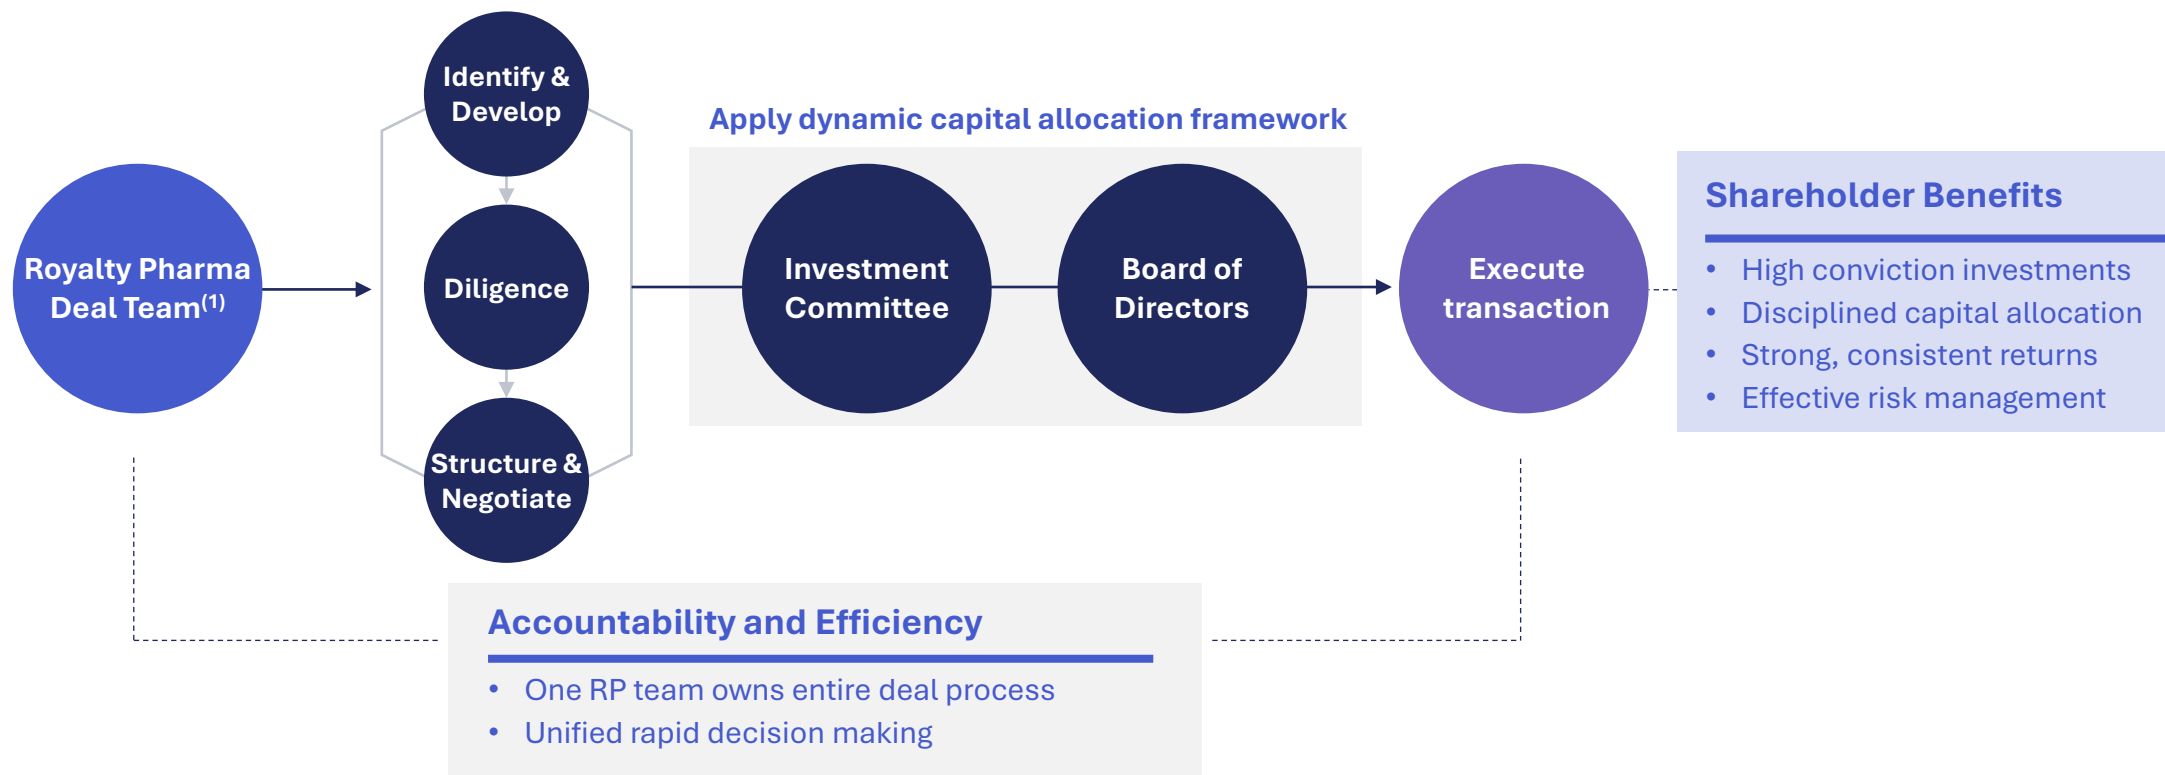 Identify &
Develop
Apply dynamic capital allocation framework
Royalty Pharma
Deal Team(1)
Diligence
Structure &
Negotiate
Investment
Committee
Board of
Directors
Execute
transaction
Shareholder Benefits
• High conviction investments
• Disciplined capital allocation
• Strong, consistent returns
• Effective risk management
Accountability and Efficiency
• One RP team owns entire deal process
• Unified rapid decision making